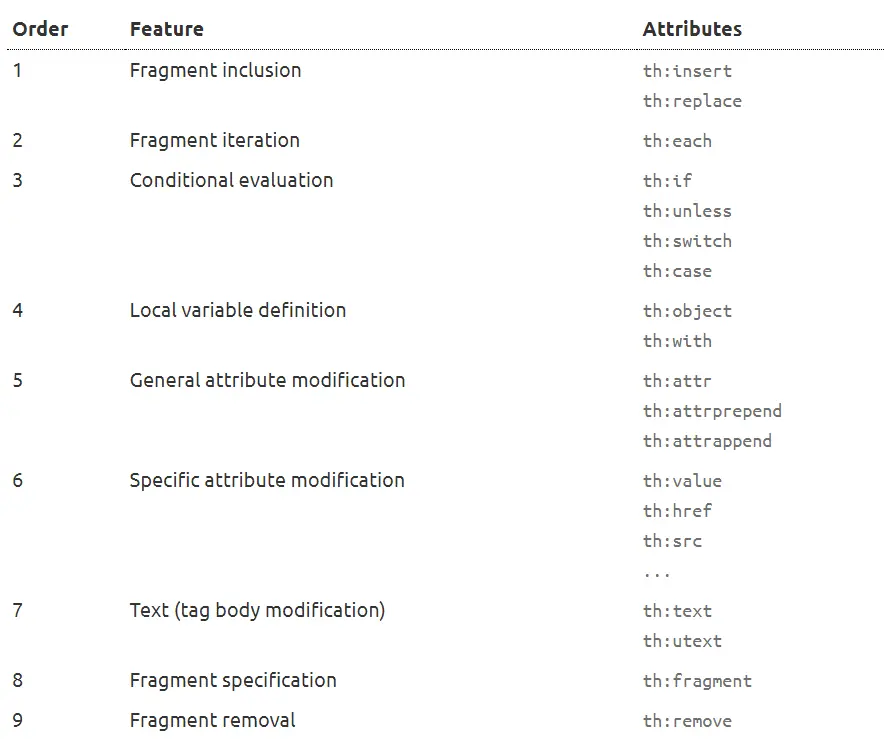 Order Feature Attributes
1 Fragment inclusion th:insert
th:replace
2 Fragment iteration th:each
3 Conditional evaluation th:if
th:unless
th:switch
th:case
4 Local variable definition th:object
th:with
5 General attribute modification th:attr
th:attrprepend
th:attrappend
6 Specific attribute modification th:value
th:href
th:src
...
7 Text (tag body modification) th:text
th:utext
8 Fragment specification th:fragment
9 Fragment removal th:remove